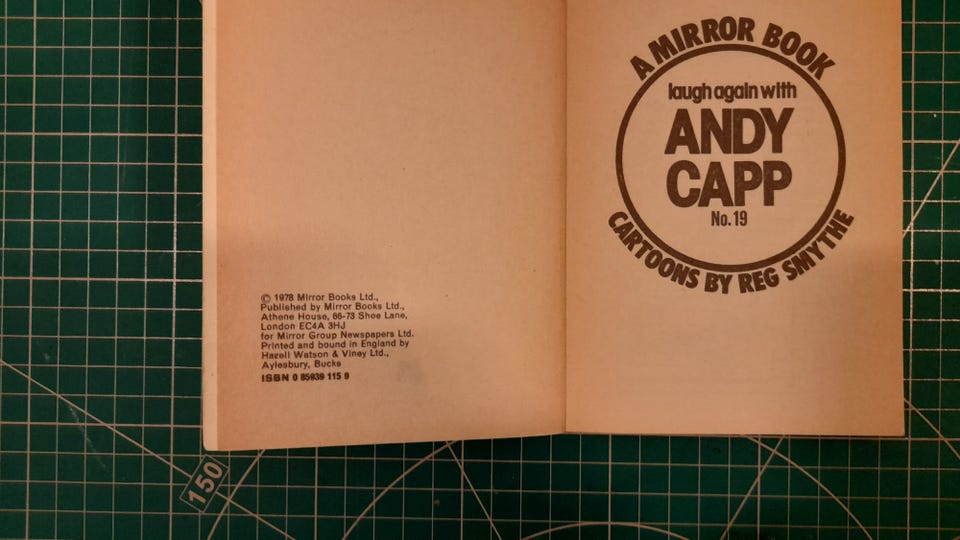 © 1978 Mirror Books Ltd.,
Published by Mirror Books Ltd.,
Athene House, 66-73 Shoe Lane,
London EC4A 3HJ
for Mirror Group Newspapers Ltd.
Printed and bound in England by
Hazell Watson & Viney Ltd.,
Aylesbury, Bucks
ISBN 0 85939 115 9
A MIRROR BOOK
laugh again with
ANDY
CAPP
No. 19
CARTOONS BY REG SMYTHE
150